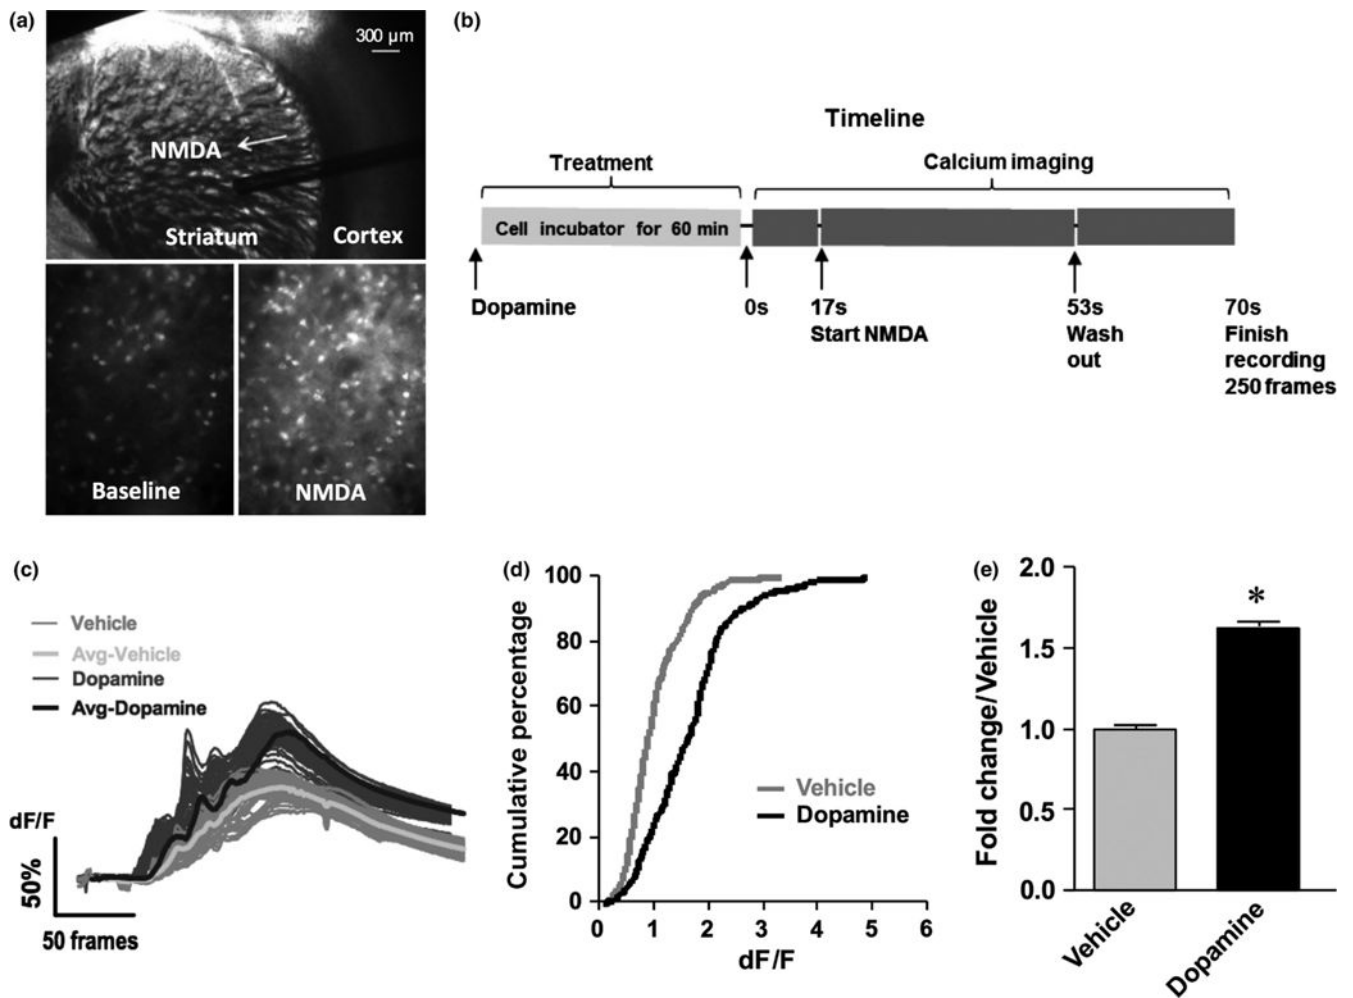 (a)
300 µm
NMDA
Striatum
Cortex
Baseline
NMDA
(b)
Timeline
Treatment
Calcium imaging
Cell incubator for 60 min
Dopamine
0s
17s
Start NMDA
53s
Wash
out
70s
Finish
recording
250 frames
(c)
Vehicle
Avg-Vehicle
Dopamine
Avg-Dopamine
dF/F
50%
50 frames
(d)
Cumulative percentage
100
80
60
40
20
0
0 1 2 3 4 5 6
dF/F
Vehicle
Dopamine
(e)
Fold change/Vehicle
2.0
1.5
1.0
0.5
0.0
*
Vehicle
Dopamine